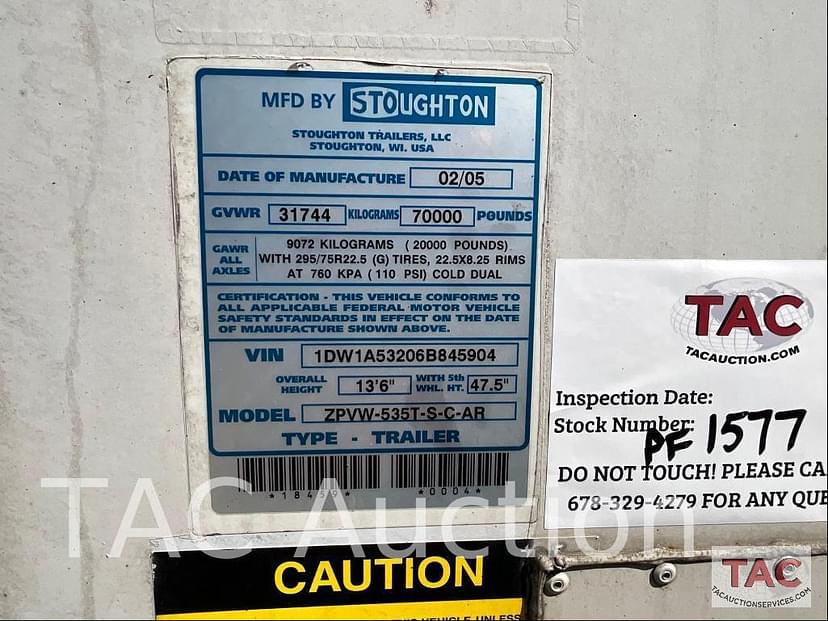 MFD BY STOUGHTON
STOUGHTON TRAILERS, LLC
STOUGHTON, WI. USA
DATE OF MANUFACTURE 02/05
GVWR 31744 KILOGRAMS 70000 POUNDS
GAWR ALL AXLES
9072 KILOGRAMS ( 20000 POUNDS)
WITH 295/75R22.5 (G) TIRES, 22.5X8.25 RIMS
AT 760 KPA ( 110 PSI) COLD DUAL
CERTIFICATION - THIS VEHICLE CONFORMS TO
ALL APPLICABLE FEDERAL MOTOR VEHICLE
SAFETY STANDARDS IN EFFECT ON THE DATE
OF MANUFACTURE SHOWN ABOVE.
VIN 1DW1A53206B845904
OVERALL HEIGHT 13'6" WITH 5th WHL. HT. 47.5"
MODEL ZPVW-535T-S-C-AR
TYPE - TRAILER
*18459* *0004*
TAC
TACAUCTION.COM
Inspection Date:
Stock Number: PF1577
DO NOT TOUCH! PLEASE CA
678-329-4279 FOR ANY QUE
TAC Auction
CAUTION
VEHICLE UNLESS
TAC
TACAUCTIONSERVICES.COM